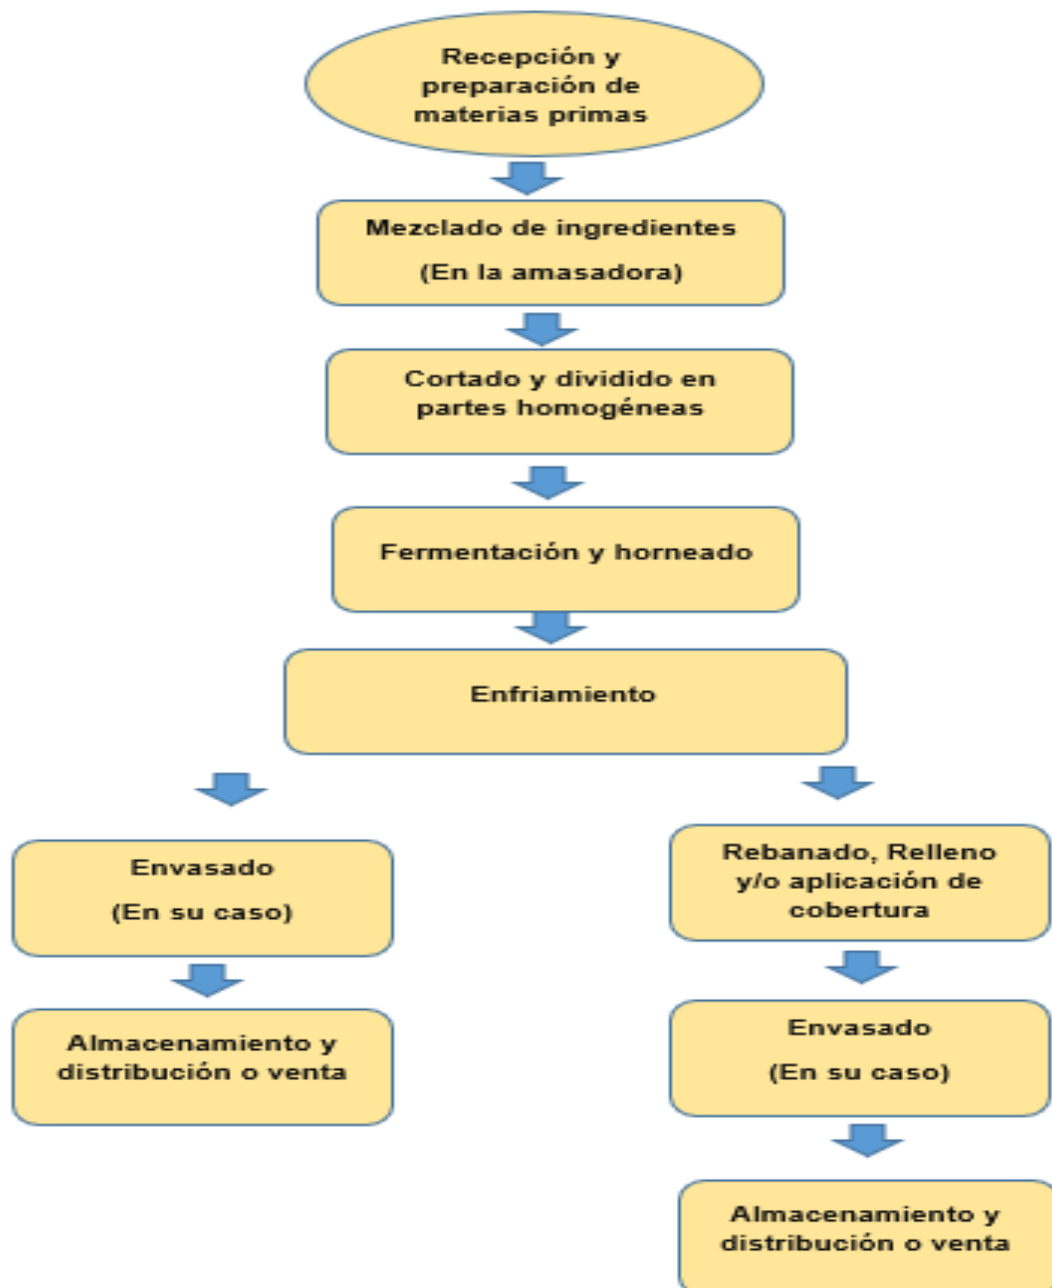 Recepción y
preparación de
materias primas
Mezclado de ingredientes
(En la amasadora)
Cortado y dividido en
partes homogéneas
Fermentación y horneado
Enfriamiento
Envasado
(En su caso)
Almacenamiento y
distribución o venta
Rebanado, Relleno
y/o aplicación de
cobertura
Envasado
(En su caso)
Almacenamiento y
distribución o venta